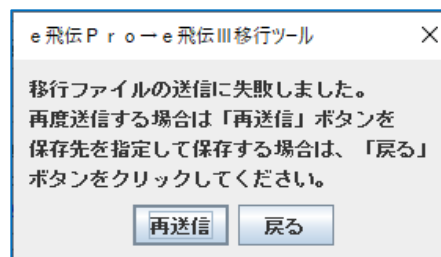 e飛伝Pro→e飛伝Ⅲ移行ツール
移行ファイルの送信に失敗しました。
再度送信する場合は「再送信」ボタンを
保存先を指定して保存する場合は、「戻る」
ボタンをクリックしてください。
再送信 戻る